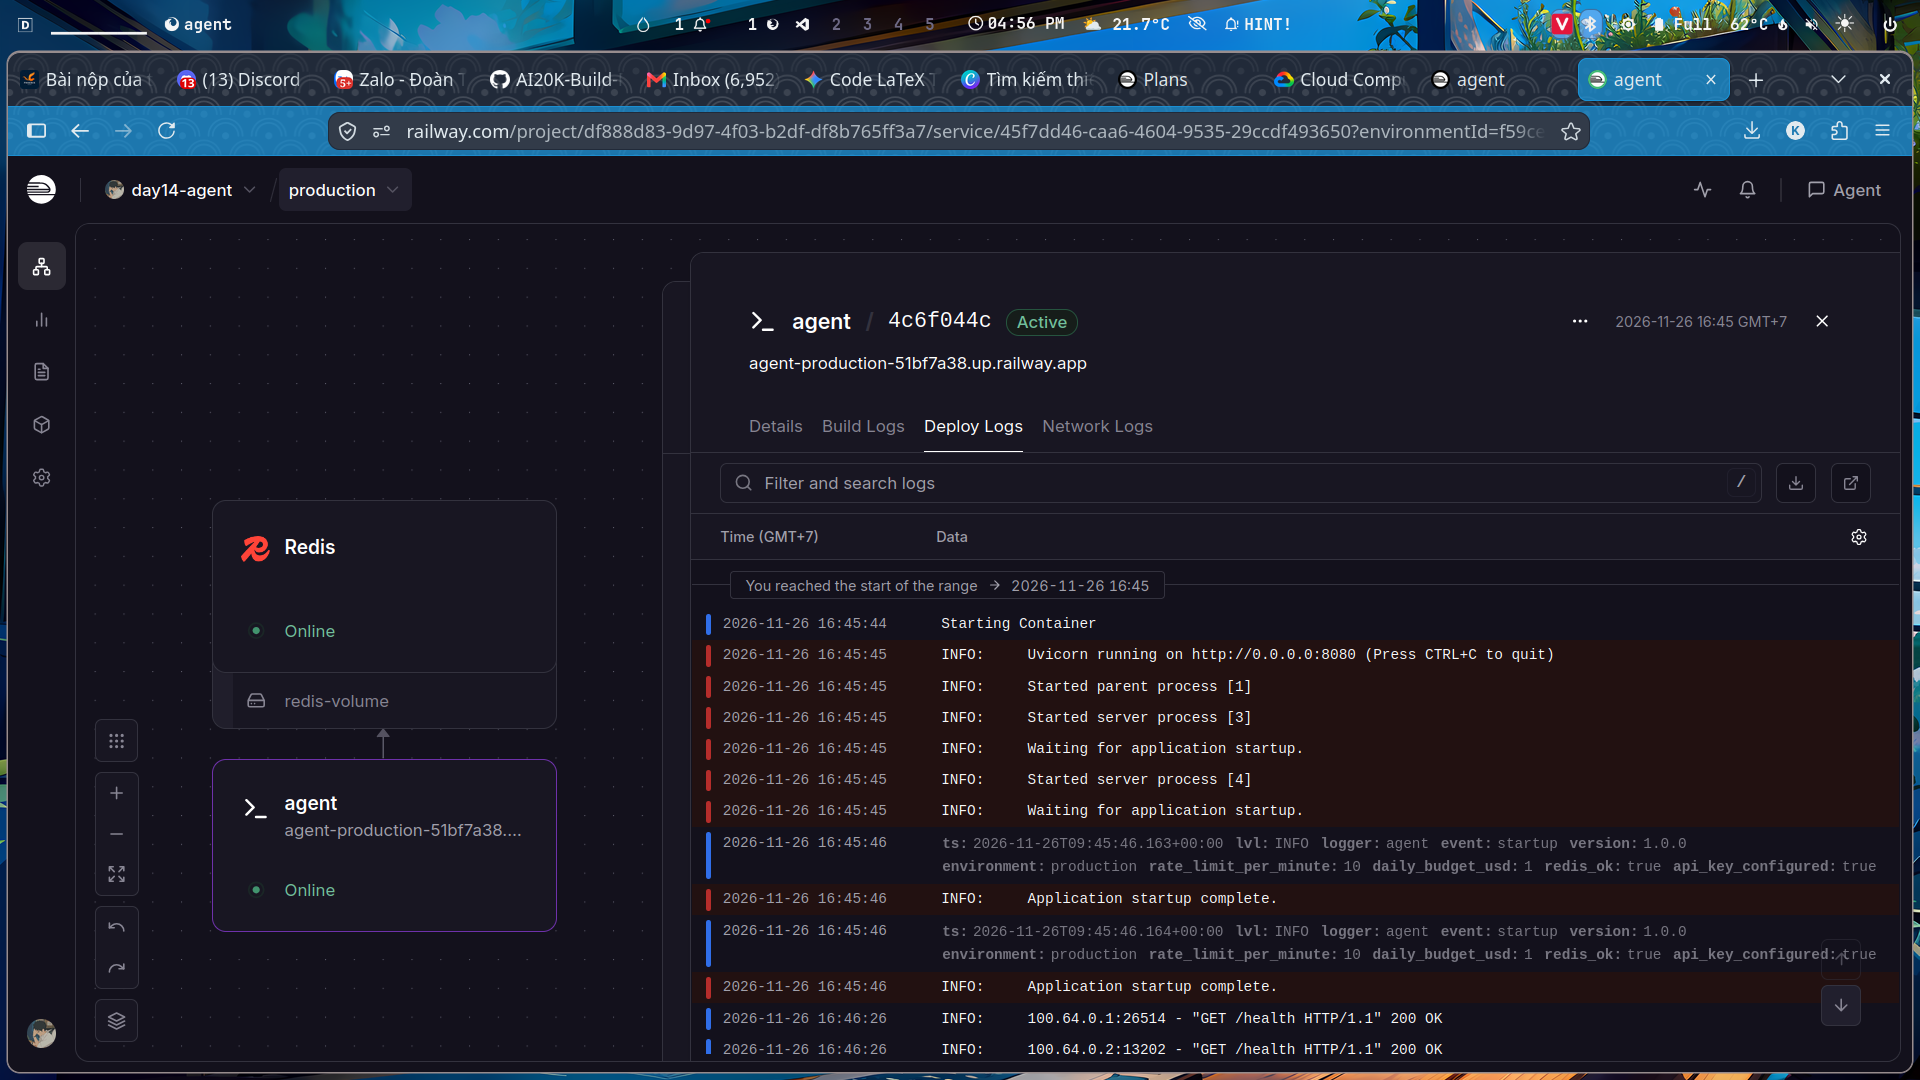 D
agent
1
1
2 3 4 5
04:56 PM
21.7°C
HINT!
V
Full
62°C
Bài nộp của
(13) Discord
Zalo - Đoàn
AI20K-Build-
Inbox (6,952
Code LaTeX
Tìm kiếm thi
Plans
Cloud Comp
agent
agent
railway.com/project/df888d83-9d97-4f03-b2df-df8b765ff3a7/service/45f7dd46-caa6-4604-9535-29ccdf493650?environmentId=f59ce
K
day14-agent
production
Agent
agent / 4c6f044c Active
2026-11-26 16:45 GMT+7
agent-production-51bf7a38.up.railway.app
Details Build Logs Deploy Logs Network Logs
Filter and search logs
/
Time (GMT+7) Data
You reached the start of the range → 2026-11-26 16:45
2026-11-26 16:45:44 Starting Container
2026-11-26 16:45:45 INFO: Uvicorn running on http://0.0.0.0:8080 (Press CTRL+C to quit)
2026-11-26 16:45:45 INFO: Started parent process [1]
2026-11-26 16:45:45 INFO: Started server process [3]
2026-11-26 16:45:45 INFO: Waiting for application startup.
2026-11-26 16:45:45 INFO: Started server process [4]
2026-11-26 16:45:45 INFO: Waiting for application startup.
2026-11-26 16:45:46 ts: 2026-11-26T09:45:46.163+00:00 lvl: INFO logger: agent event: startup version: 1.0.0
environment: production rate_limit_per_minute: 10 daily_budget_usd: 1 redis_ok: true api_key_configured: true
2026-11-26 16:45:46 INFO: Application startup complete.
2026-11-26 16:45:46 ts: 2026-11-26T09:45:46.164+00:00 lvl: INFO logger: agent event: startup version: 1.0.0
environment: production rate_limit_per_minute: 10 daily_budget_usd: 1 redis_ok: true api_key_configured: true
2026-11-26 16:45:46 INFO: Application startup complete.
2026-11-26 16:46:26 INFO: 100.64.0.1:26514 - "GET /health HTTP/1.1" 200 OK
2026-11-26 16:46:26 INFO: 100.64.0.2:13202 - "GET /health HTTP/1.1" 200 OK
Redis
Online
redis-volume
agent
agent-production-51bf7a38....
Online